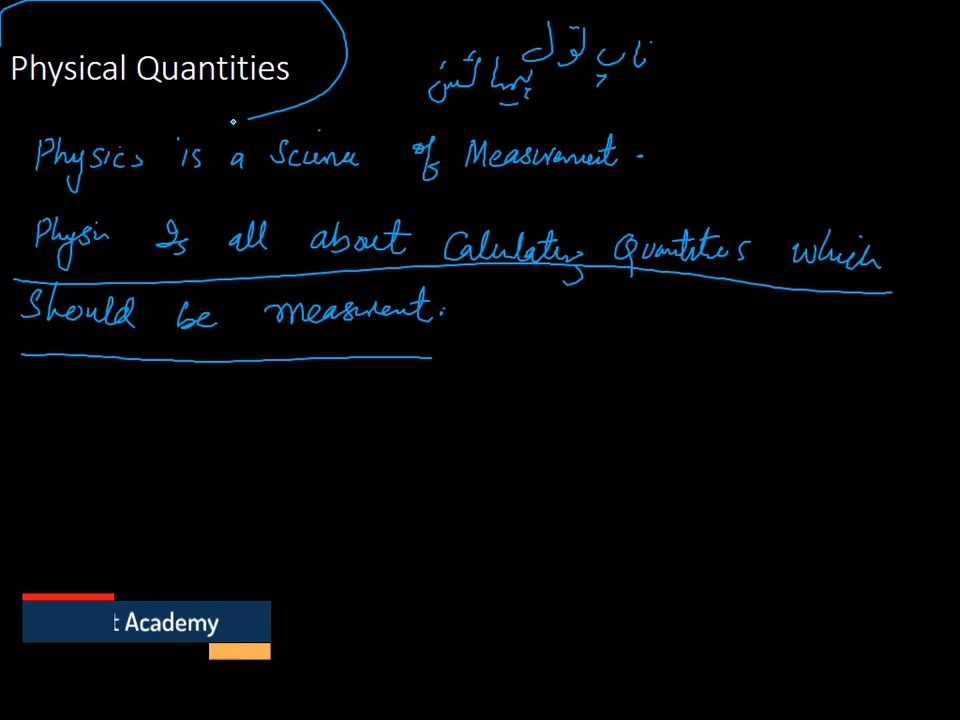 Physical Quantities
ناپ تول
پیمائش
Physics is a Science of Measurement.
Physics Is all about Calculating Quantities which
Should be measurment.
t Academy